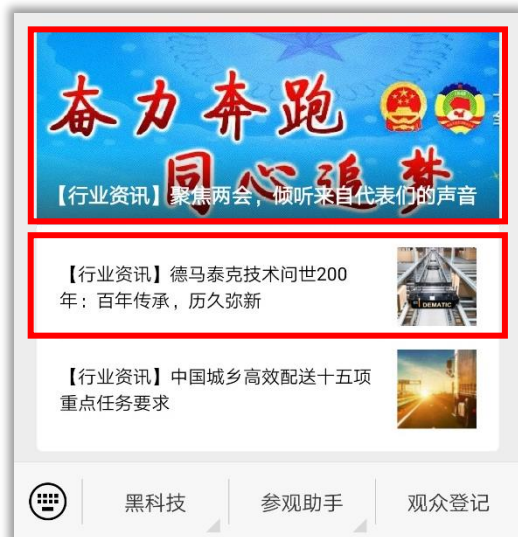 奋力奔跑
同心追梦
【行业资讯】聚焦两会，倾听来自代表们的声音
【行业资讯】德马泰克技术问世200
年：百年传承，历久弥新
DEMATIC
【行业资讯】中国城乡高效配送十五项
重点任务要求
黑科技
参观助手
观众登记